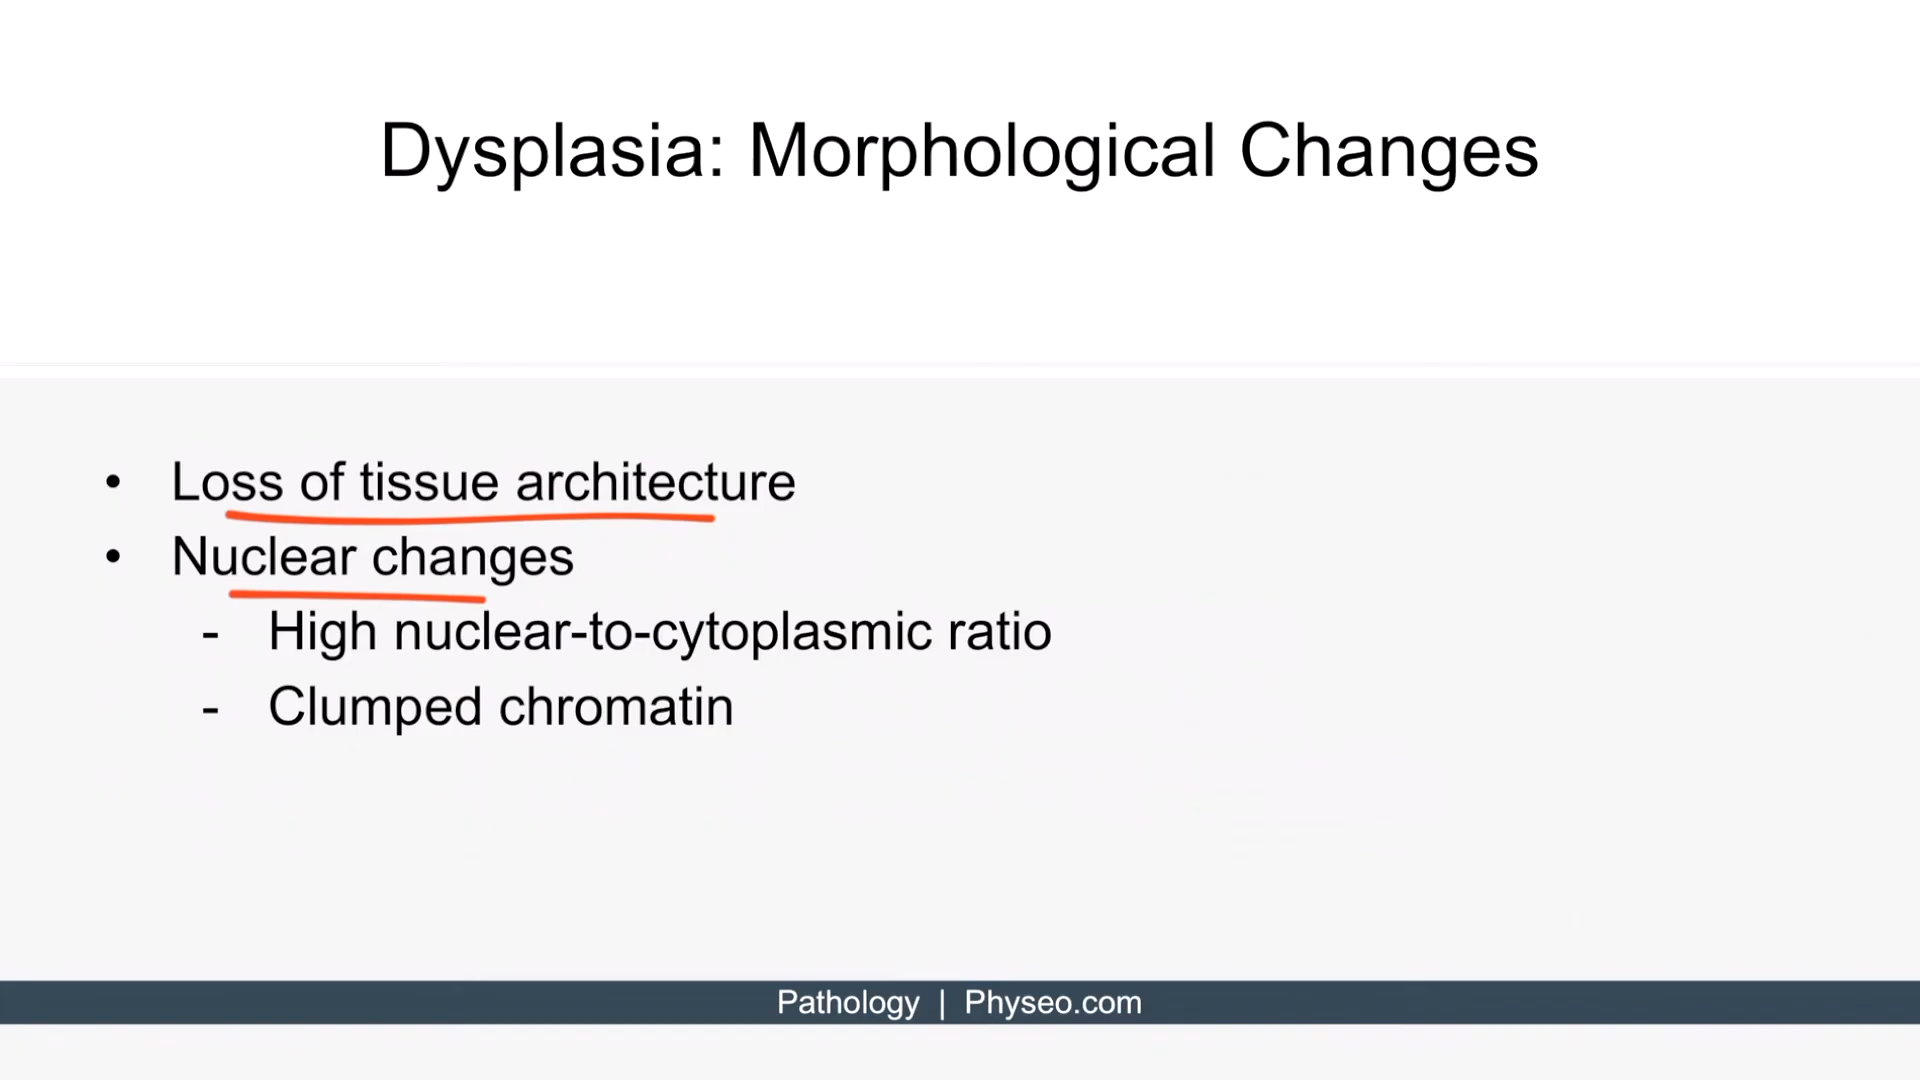 Dysplasia: Morphological Changes
• Loss of tissue architecture
• Nuclear changes
- High nuclear-to-cytoplasmic ratio
- Clumped chromatin
Pathology | Physeo.com